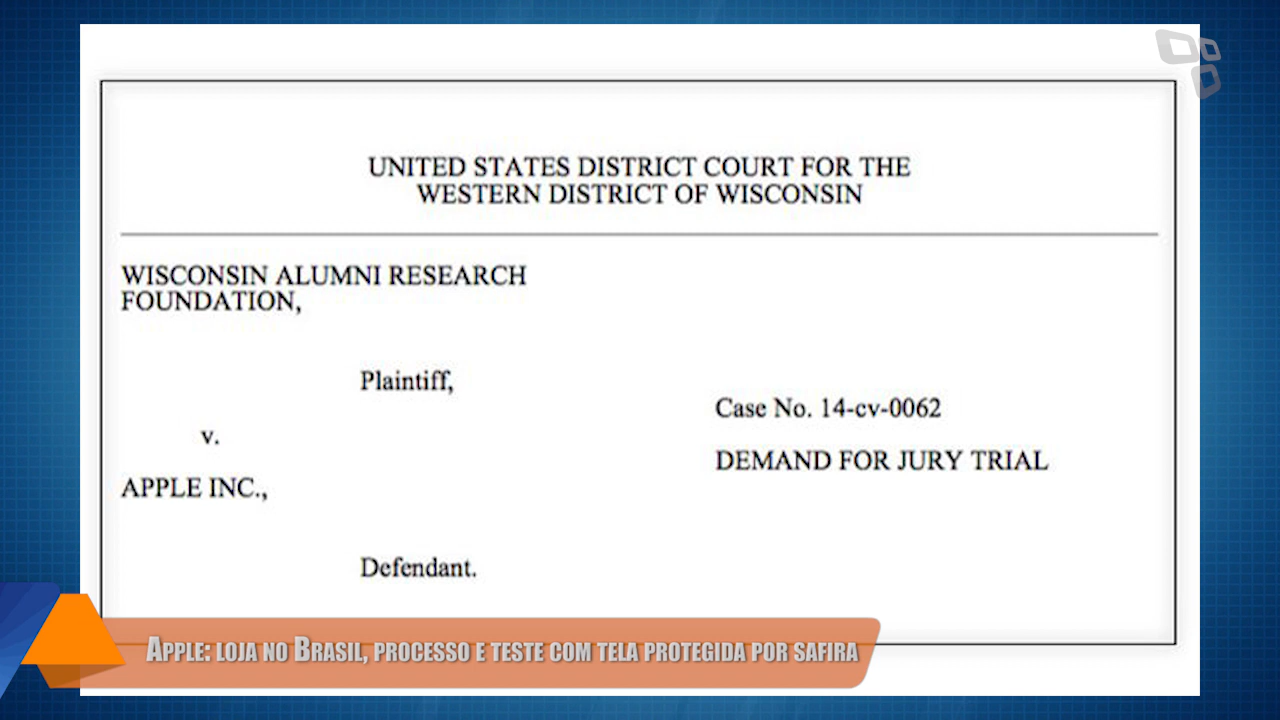 UNITED STATES DISTRICT COURT FOR THE
WESTERN DISTRICT OF WISCONSIN
WISCONSIN ALUMNI RESEARCH
FOUNDATION,
Plaintiff,
Case No. 14-cv-0062
v.
DEMAND FOR JURY TRIAL
APPLE INC.,
Defendant.
APPLE: LOJA NO BRASIL, PROCESSO E TESTE COM TELA PROTEGIDA POR SAFIRA